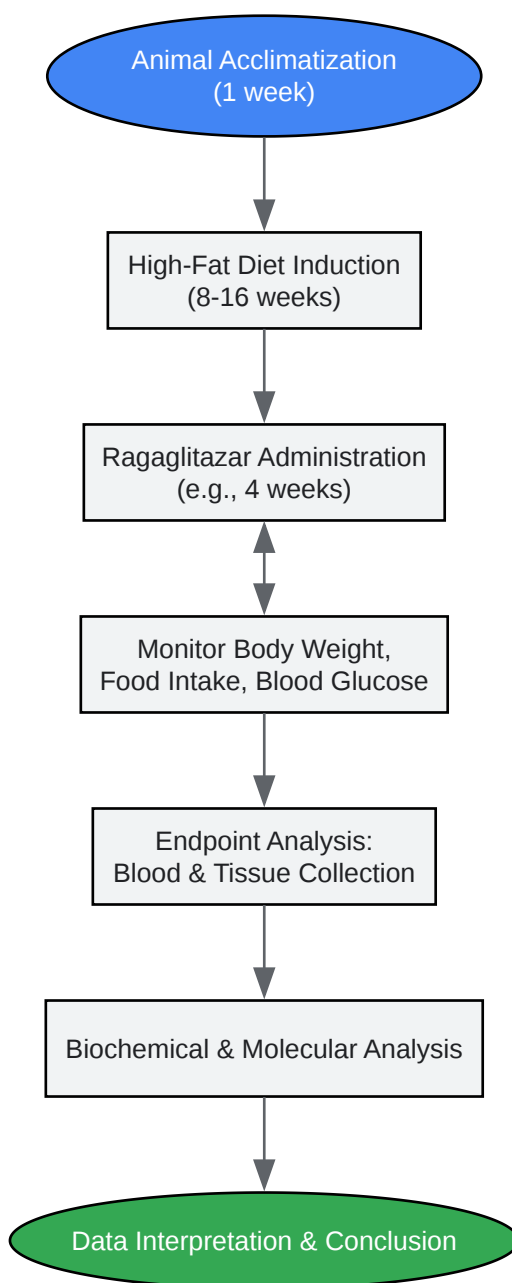 Animal Acclimatization
(1 week)
High-Fat Diet Induction
(8-16 weeks)
Ragaglitazar Administration
(e.g., 4 weeks)
Monitor Body Weight,
Food Intake, Blood Glucose
Endpoint Analysis:
Blood & Tissue Collection
Biochemical & Molecular Analysis
Data Interpretation & Conclusion